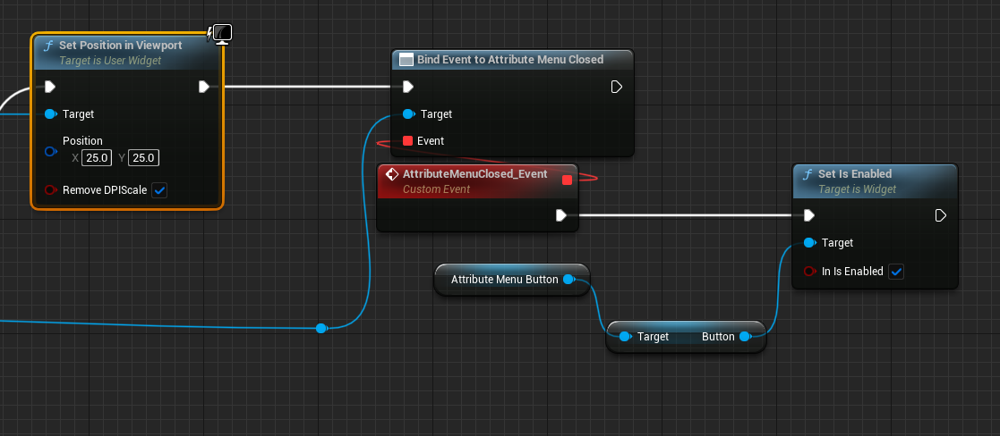 Set Position in Viewport
Target is User Widget
Target
Position
X 25.0 Y 25.0
Remove DPIScale
Bind Event to Attribute Menu Closed
Target
Event
AttributeMenuClosed_Event
Custom Event
Attribute Menu Button
Target Button
Set Is Enabled
Target is Widget
Target
In Is Enabled